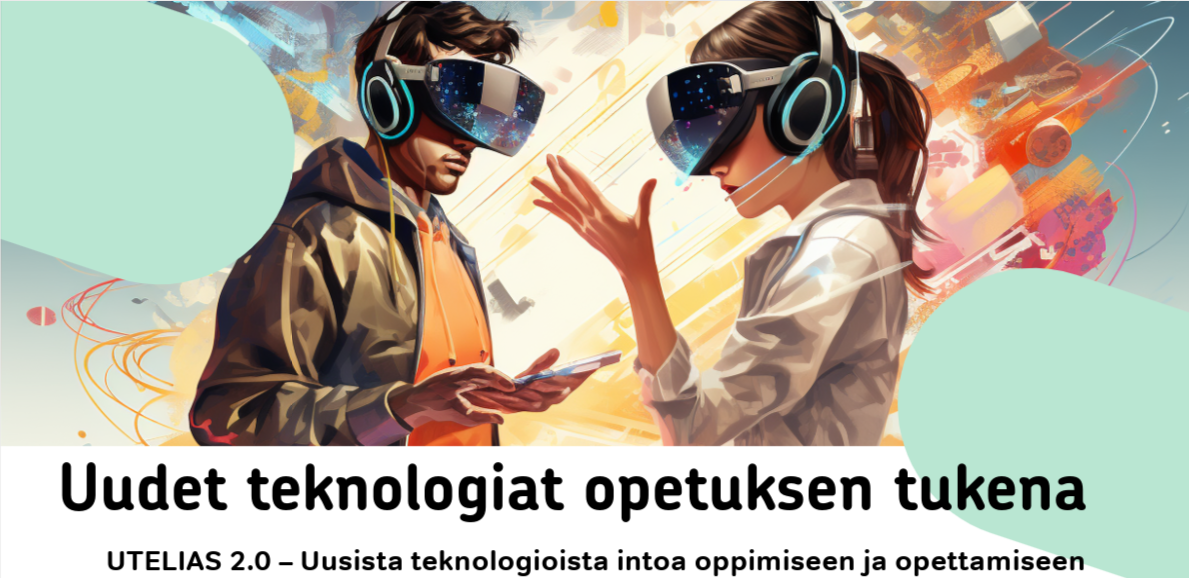 Uudet teknologiat opetuksen tukena
UTELIAS 2.0 – Uusista teknologioista intoa oppimiseen ja opettamiseen